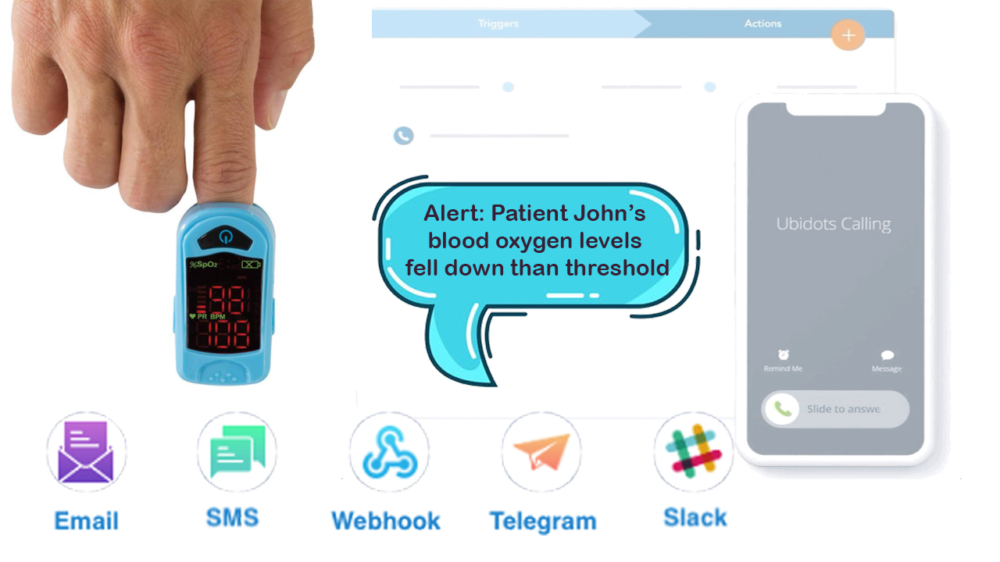 Triggers
Actions
Alert: Patient John's
blood oxygen levels
fell down than threshold
Ubidots Calling
Remind Me
Message
Slide to answe
%SpO2
98
PR BPM
109
Email
SMS
Webhook
Telegram
Slack